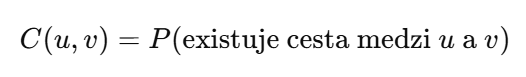 C(u, v) = P(existuje cesta medzi u a v)